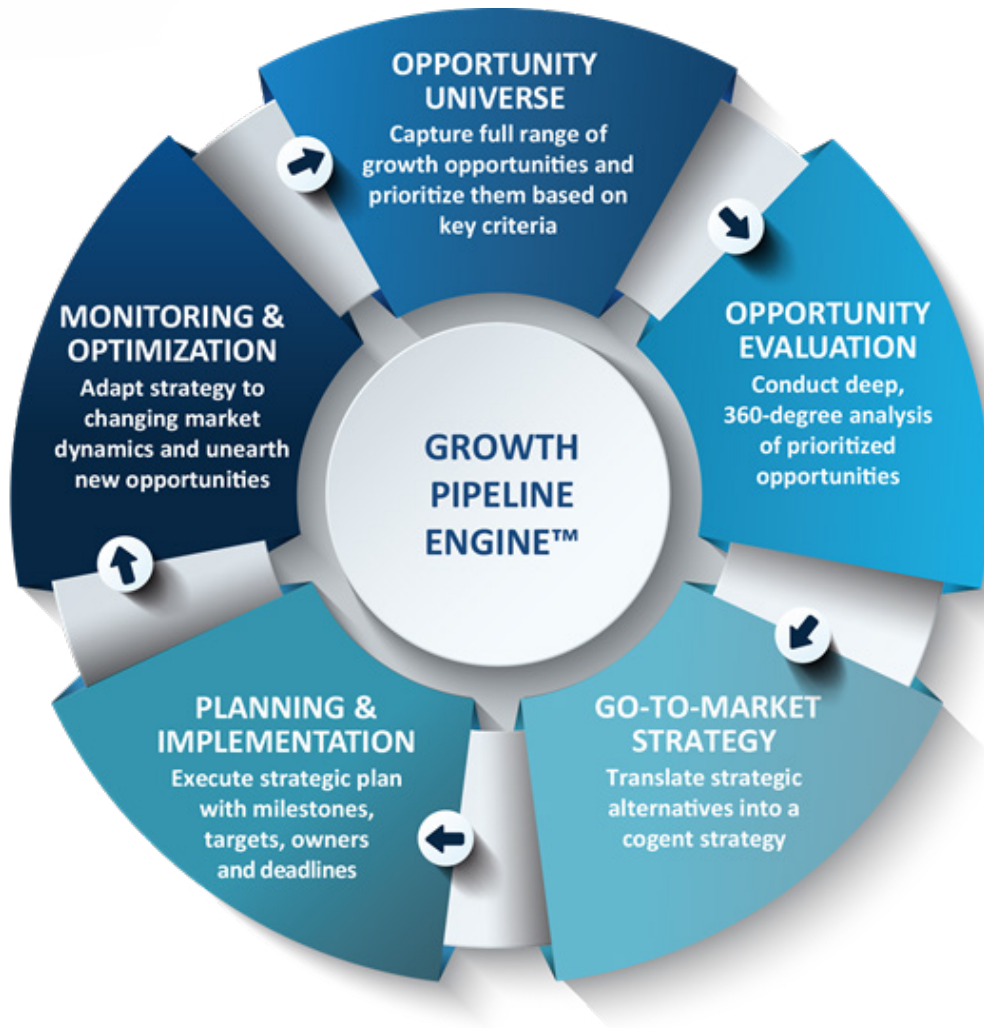 OPPORTUNITY
UNIVERSE
Capture full range of
growth opportunities and
prioritize them based on
key criteria
OPPORTUNITY
EVALUATION
Conduct deep,
360-degree analysis
of prioritized
opportunities
GO-TO-MARKET
STRATEGY
Translate strategic
alternatives into a
cogent strategy
PLANNING &
IMPLEMENTATION
Execute strategic plan
with milestones,
targets, owners
and deadlines
MONITORING &
OPTIMIZATION
Adapt strategy to
changing market
dynamics and unearth
new opportunities
GROWTH
PIPELINE
ENGINE™